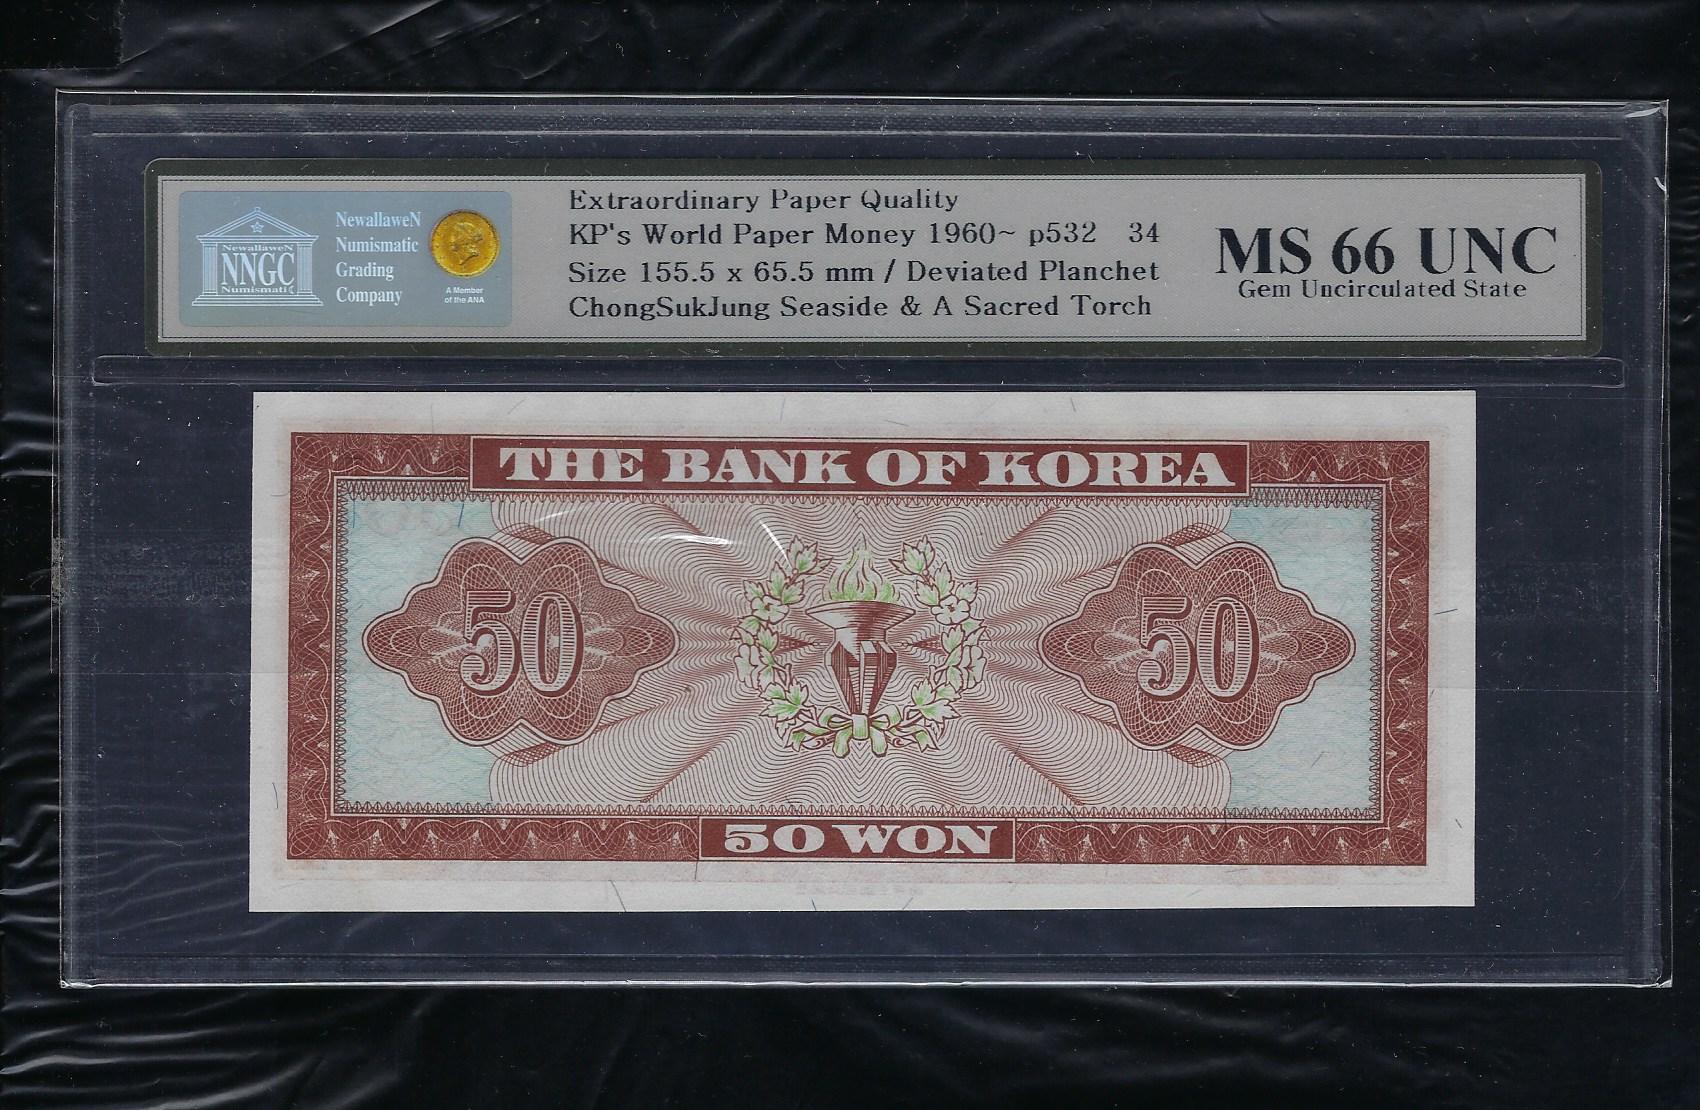 NewallaweN
NNGC
Numismati
NewallaweN
Numismatic
Grading
Company
A Member
of the ANA
Extraordinary Paper Quality
KP's World Paper Money 1960~ p532 34
Size 155.5 x 65.5 mm / Deviated Planchet
ChongSukJung Seaside & A Sacred Torch
MS 66 UNC
Gem Uncirculated State
THE BANK OF KOREA
50
50
50 WON